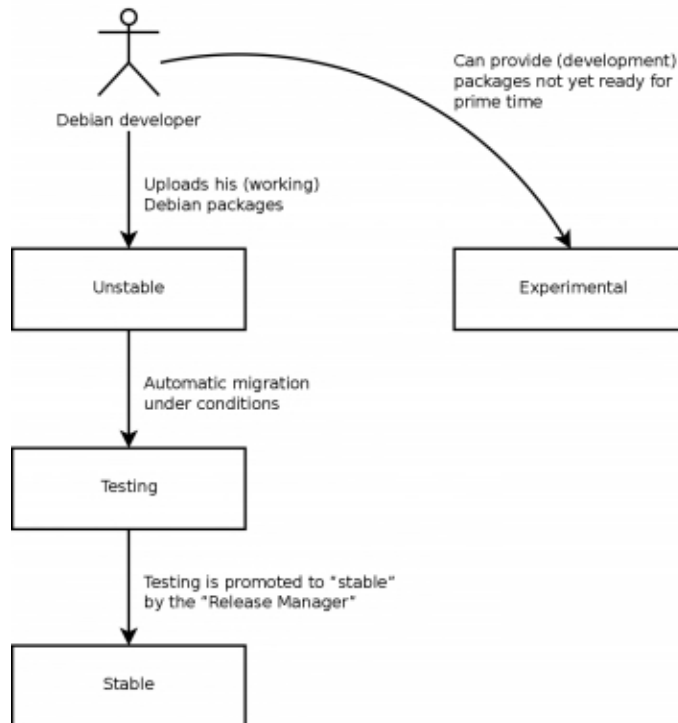 Can provide (development)
packages not yet ready for
prime time
Debian developer
Uploads his (working)
Debian packages
Unstable
Experimental
Automatic migration
under conditions
Testing
Testing is promoted to "stable"
by the "Release Manager"
Stable